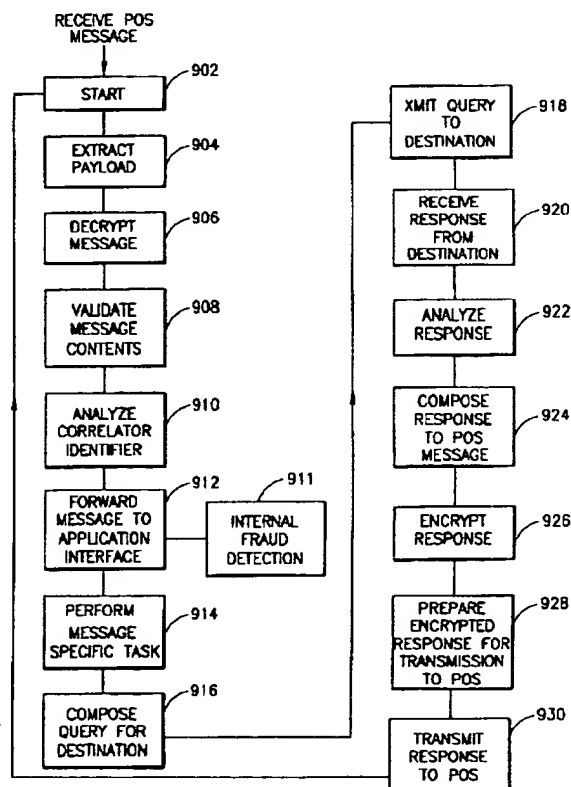 RECEIVE POS
MESSAGE
902
START
904
EXTRACT
PAYLOAD
906
DECRYPT
MESSAGE
908
VALIDATE
MESSAGE
CONTENTS
910
ANALYZE
CORRELATOR
IDENTIFIER
912
FORWARD
MESSAGE TO
APPLICATION
INTERFACE
911
INTERNAL
FRAUD
DETECTION
914
PERFORM
MESSAGE
SPECIFIC TASK
916
COMPOSE
QUERY FOR
DESTINATION
918
XMIT QUERY
TO
DESTINATION
920
RECEIVE
RESPONSE
FROM
DESTINATION
922
ANALYZE
RESPONSE
924
COMPOSE
RESPONSE
TO POS
MESSAGE
926
ENCRYPT
RESPONSE
928
PREPARE
ENCRYPTED
RESPONSE FOR
TRANSMISSION
TO POS
930
TRANSMIT
RESPONSE
TO POS